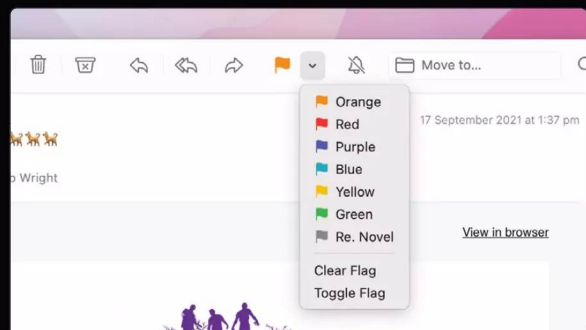 Move to...
17 September 2021 at 1:37 pm
Wright
Orange
Red
Purple
Blue
Yellow
Green
Re. Novel
View in browser
Clear Flag
Toggle Flag